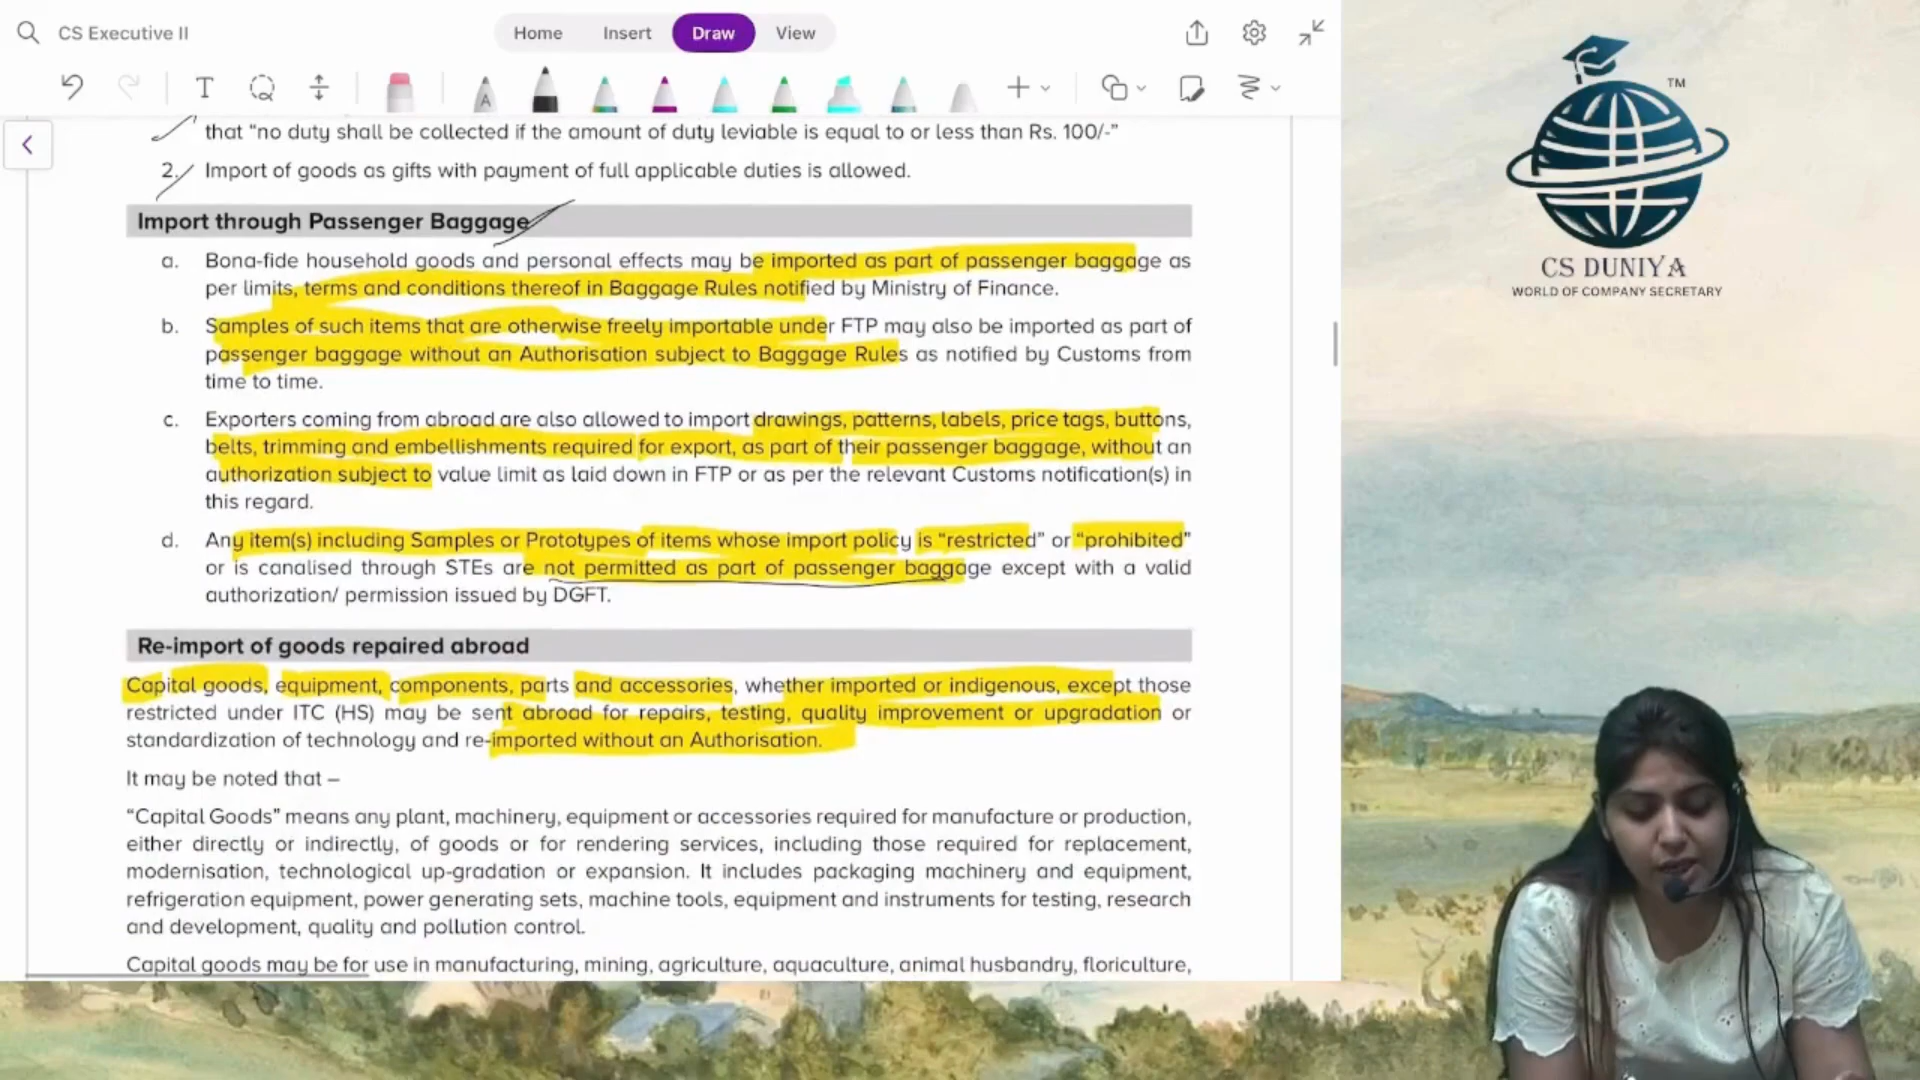 CS Executive II
Home Insert Draw View
that “no duty shall be collected if the amount of duty leviable is equal to or less than Rs. 100/-”
2. Import of goods as gifts with payment of full applicable duties is allowed.
Import through Passenger Baggage
a. Bona-fide household goods and personal effects may be imported as part of passenger baggage as
per limits, terms and conditions thereof in Baggage Rules notified by Ministry of Finance.
b. Samples of such items that are otherwise freely importable under FTP may also be imported as part of
passenger baggage without an Authorisation subject to Baggage Rules as notified by Customs from
time to time.
c. Exporters coming from abroad are also allowed to import drawings, patterns, labels, price tags, buttons,
belts, trimming and embellishments required for export, as part of their passenger baggage, without an
authorization subject to value limit as laid down in FTP or as per the relevant Customs notification(s) in
this regard.
d. Any item(s) including Samples or Prototypes of items whose import policy is “restricted” or “prohibited”
or is canalised through STEs are not permitted as part of passenger baggage except with a valid
authorization/ permission issued by DGFT.
Re-import of goods repaired abroad
Capital goods, equipment, components, parts and accessories, whether imported or indigenous, except those
restricted under ITC (HS) may be sent abroad for repairs, testing, quality improvement or upgradation or
standardization of technology and re-imported without an Authorisation.
It may be noted that –
“Capital Goods” means any plant, machinery, equipment or accessories required for manufacture or production,
either directly or indirectly, of goods or for rendering services, including those required for replacement,
modernisation, technological up-gradation or expansion. It includes packaging machinery and equipment,
refrigeration equipment, power generating sets, machine tools, equipment and instruments for testing, research
and development, quality and pollution control.
Capital goods may be for use in manufacturing, mining, agriculture, aquaculture, animal husbandry, floriculture,
TM
CS DUNIYA
WORLD OF COMPANY SECRETARY